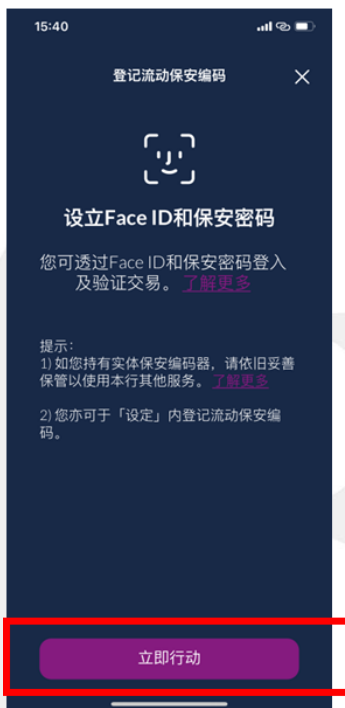 15:40
登记流动保安编码
设立Face ID和保安密码
您可透过Face ID和保安密码登入
及验证交易。 了解更多
提示:
1) 如您持有实体保安编码器，请依旧妥善
保管以使用本行其他服务。 了解更多
2) 您亦可于「设定」内登记流动保安编
码。
立即行动